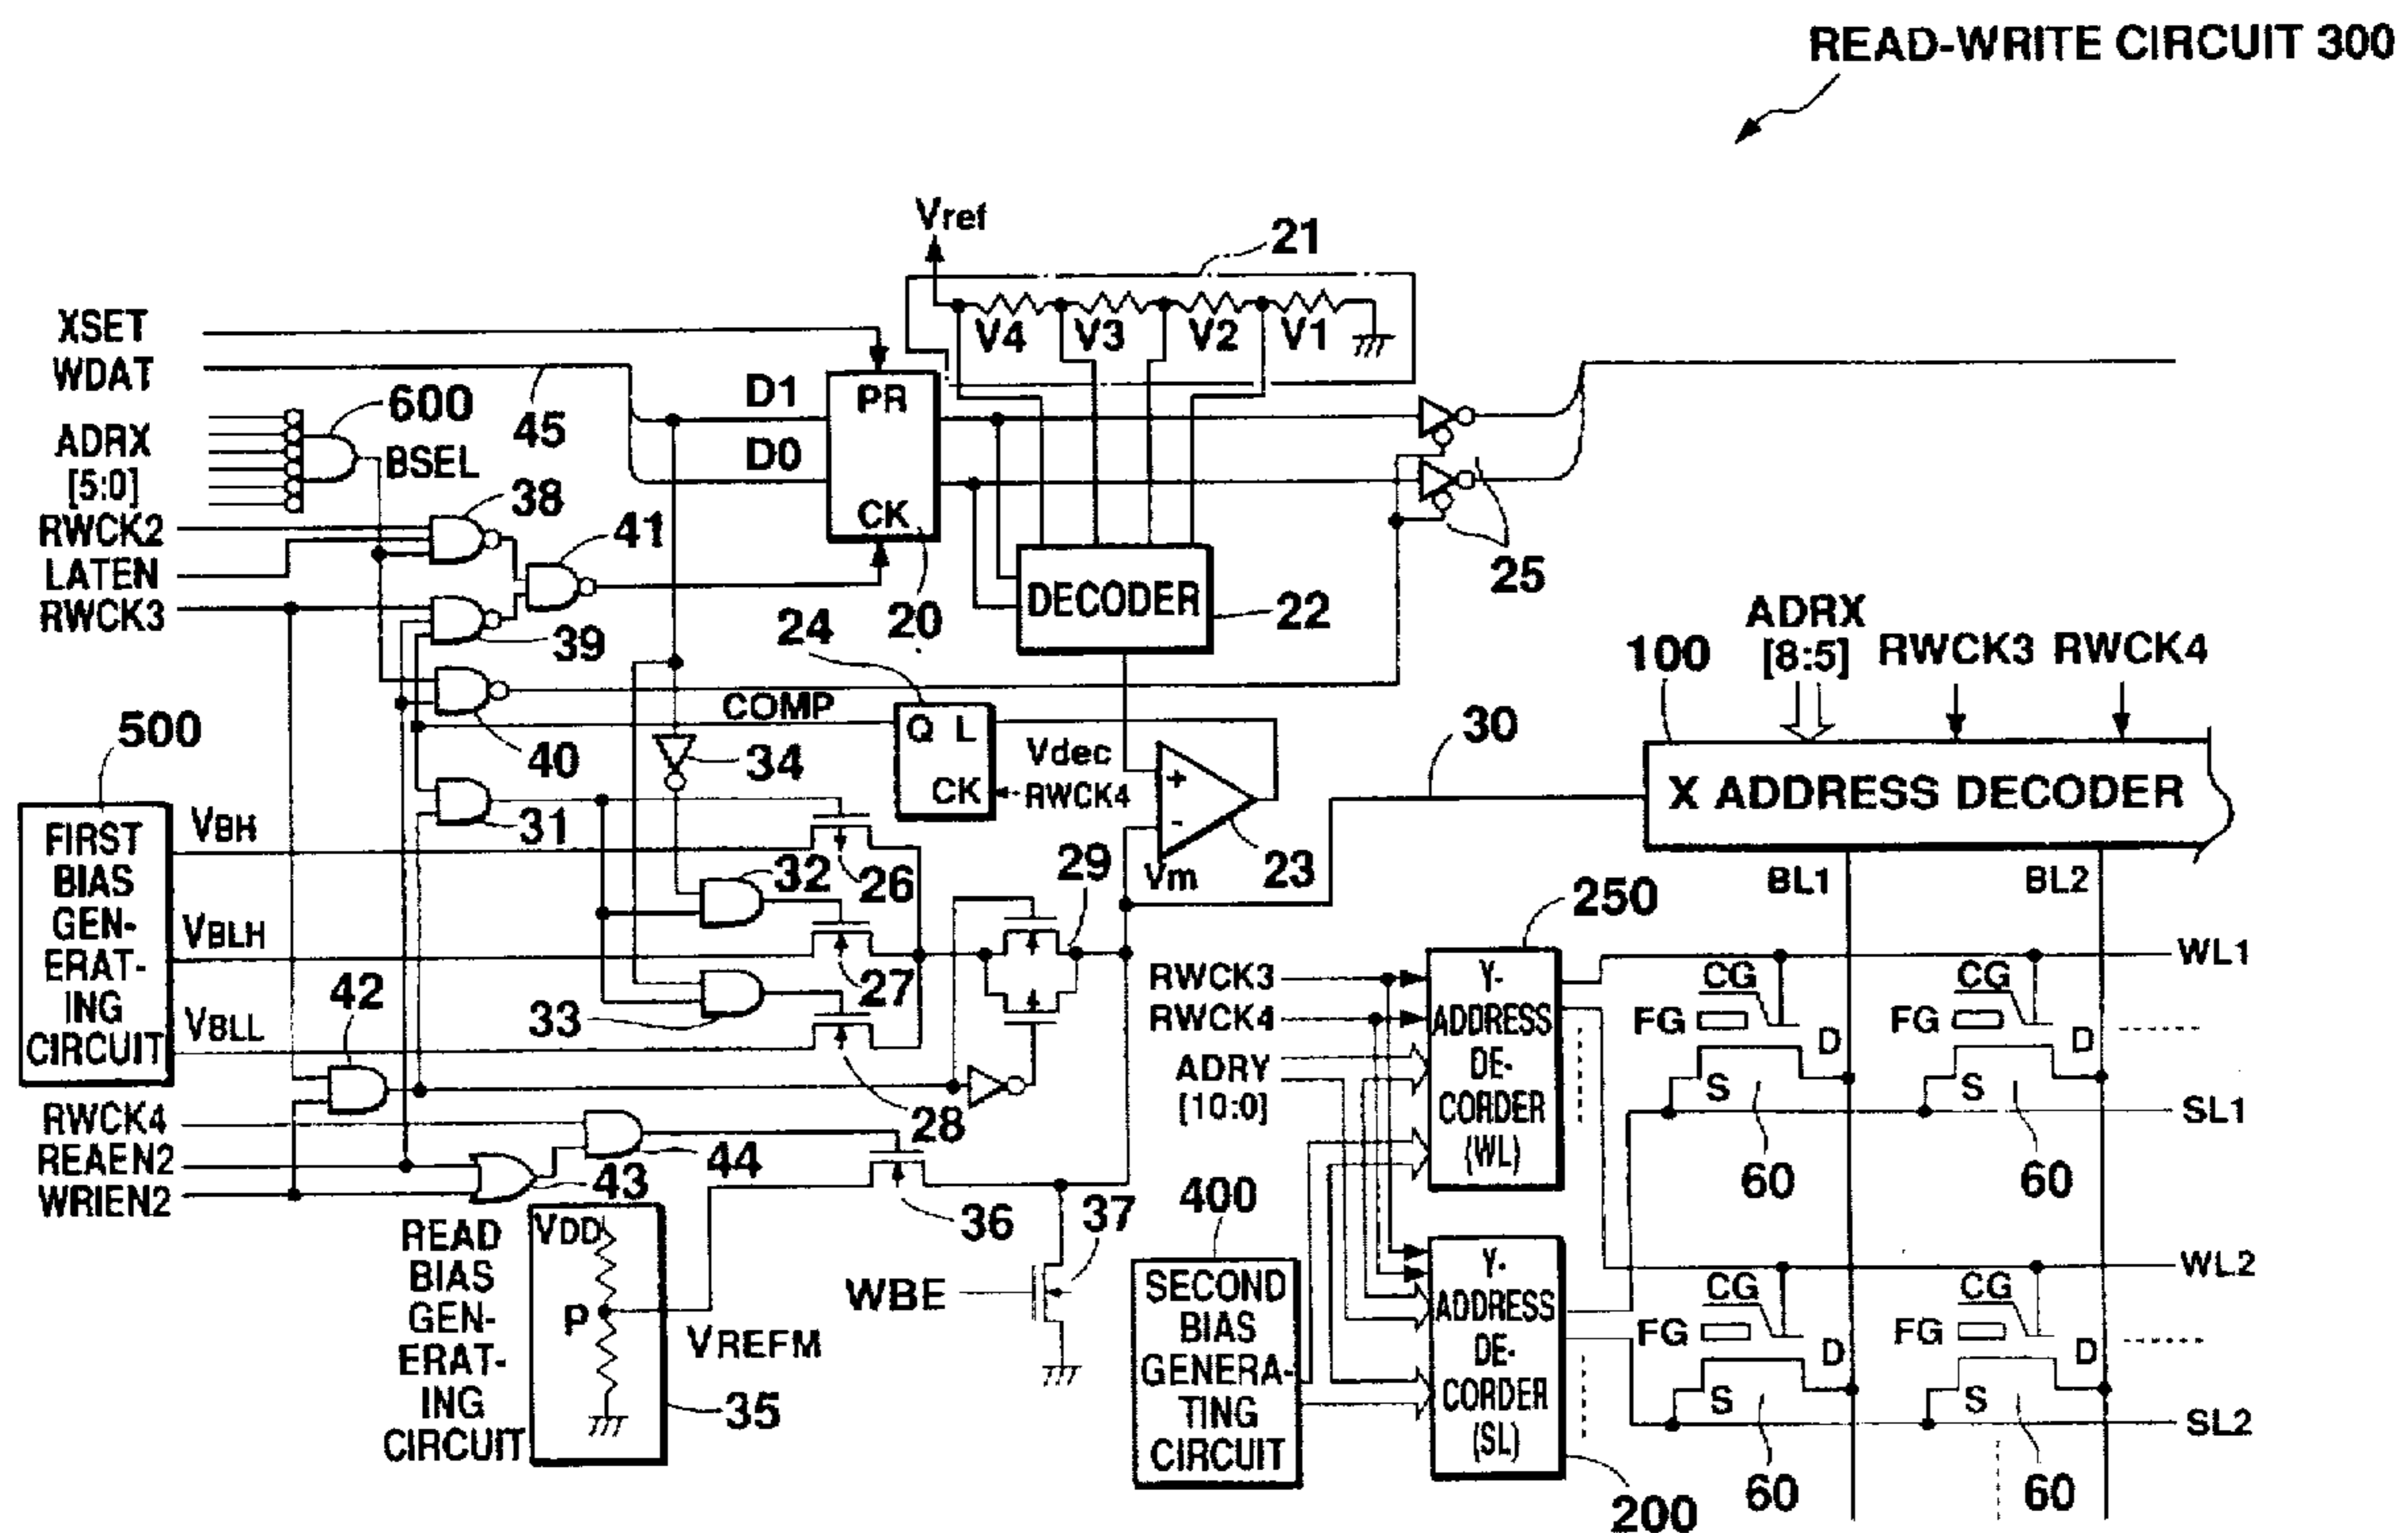 READ-WRITE CIRCUIT 300
Vref
21
V4 V3 V2 V1
XSET
WDAT
45
600
ADRX
[5:0]
BSEL
D1
D0
PR
CK
20
38
RWCK2
LATEN
RWCK3
41
39
DECODER
22
25
24
COMP
Q L
CK
RWCK4
Vdec
+
-
Vm
23
30
40
34
31
500
FIRST
BIAS
GEN-
ERAT-
ING
CIRCUIT
VBH
VBLH
VBLL
26
32
27
33
28
29
42
RWCK4
REAEN2
WRIEN2
43
44
36
37
WBE
READ
BIAS
GEN-
ERAT-
ING
CIRCUIT
VDD
P
VREFM
35
100
ADRX
[8:5]
RWCK3
RWCK4
X ADDRESS DECODER
BL1
BL2
250
RWCK3
RWCK4
ADRY
[10:0]
Y-
ADDRESS
DE-
CORDER
(WL)
400
SECOND
BIAS
GENERA-
TING
CIRCUIT
Y-
ADDRESS
DE-
CORDER
(SL)
200
CG
FG
D
S
60
CG
FG
D
S
60
WL1
SL1
CG
FG
D
S
60
CG
FG
D
S
60
WL2
SL2